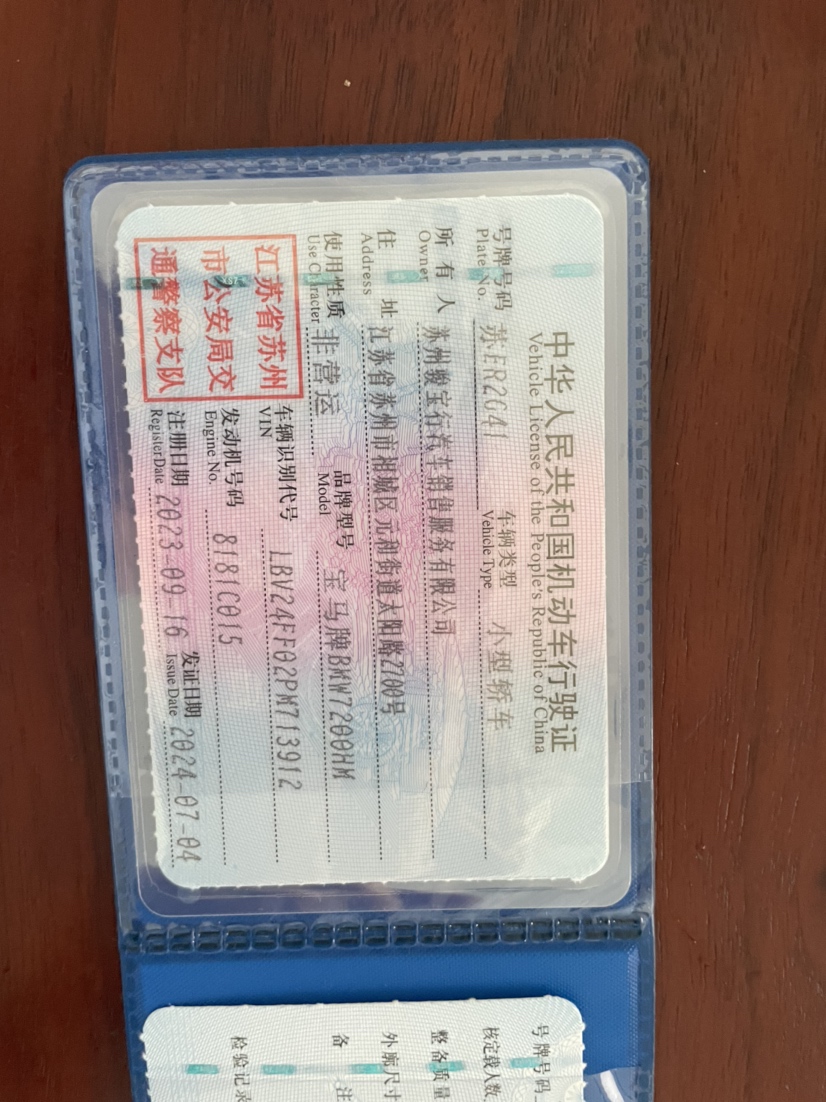 中华人民共和国机动车行驶证
Vehicle License of the People's Republic of China
号牌号码 苏ER2G41 车辆类型 小型轿车
Plate No. Vehicle Type
所有人 苏州骏宝行汽车销售服务有限公司
Owner
住址 江苏省苏州市相城区元和街道太阳路2700号
Address
使用性质 非营运 品牌型号 宝马牌BMW7200HM
Use Character Model
江苏省苏州
市公安局交
通警察支队
车辆识别代号 LBV24FF02PM713912
VIN
发动机号码 8181C015
Engine No.
注册日期 2023-09-16 发证日期 2024-07-04
Register Date Issue Date
号牌号码
核定载人数
整备质量
外廓尺寸
备注
检验记录